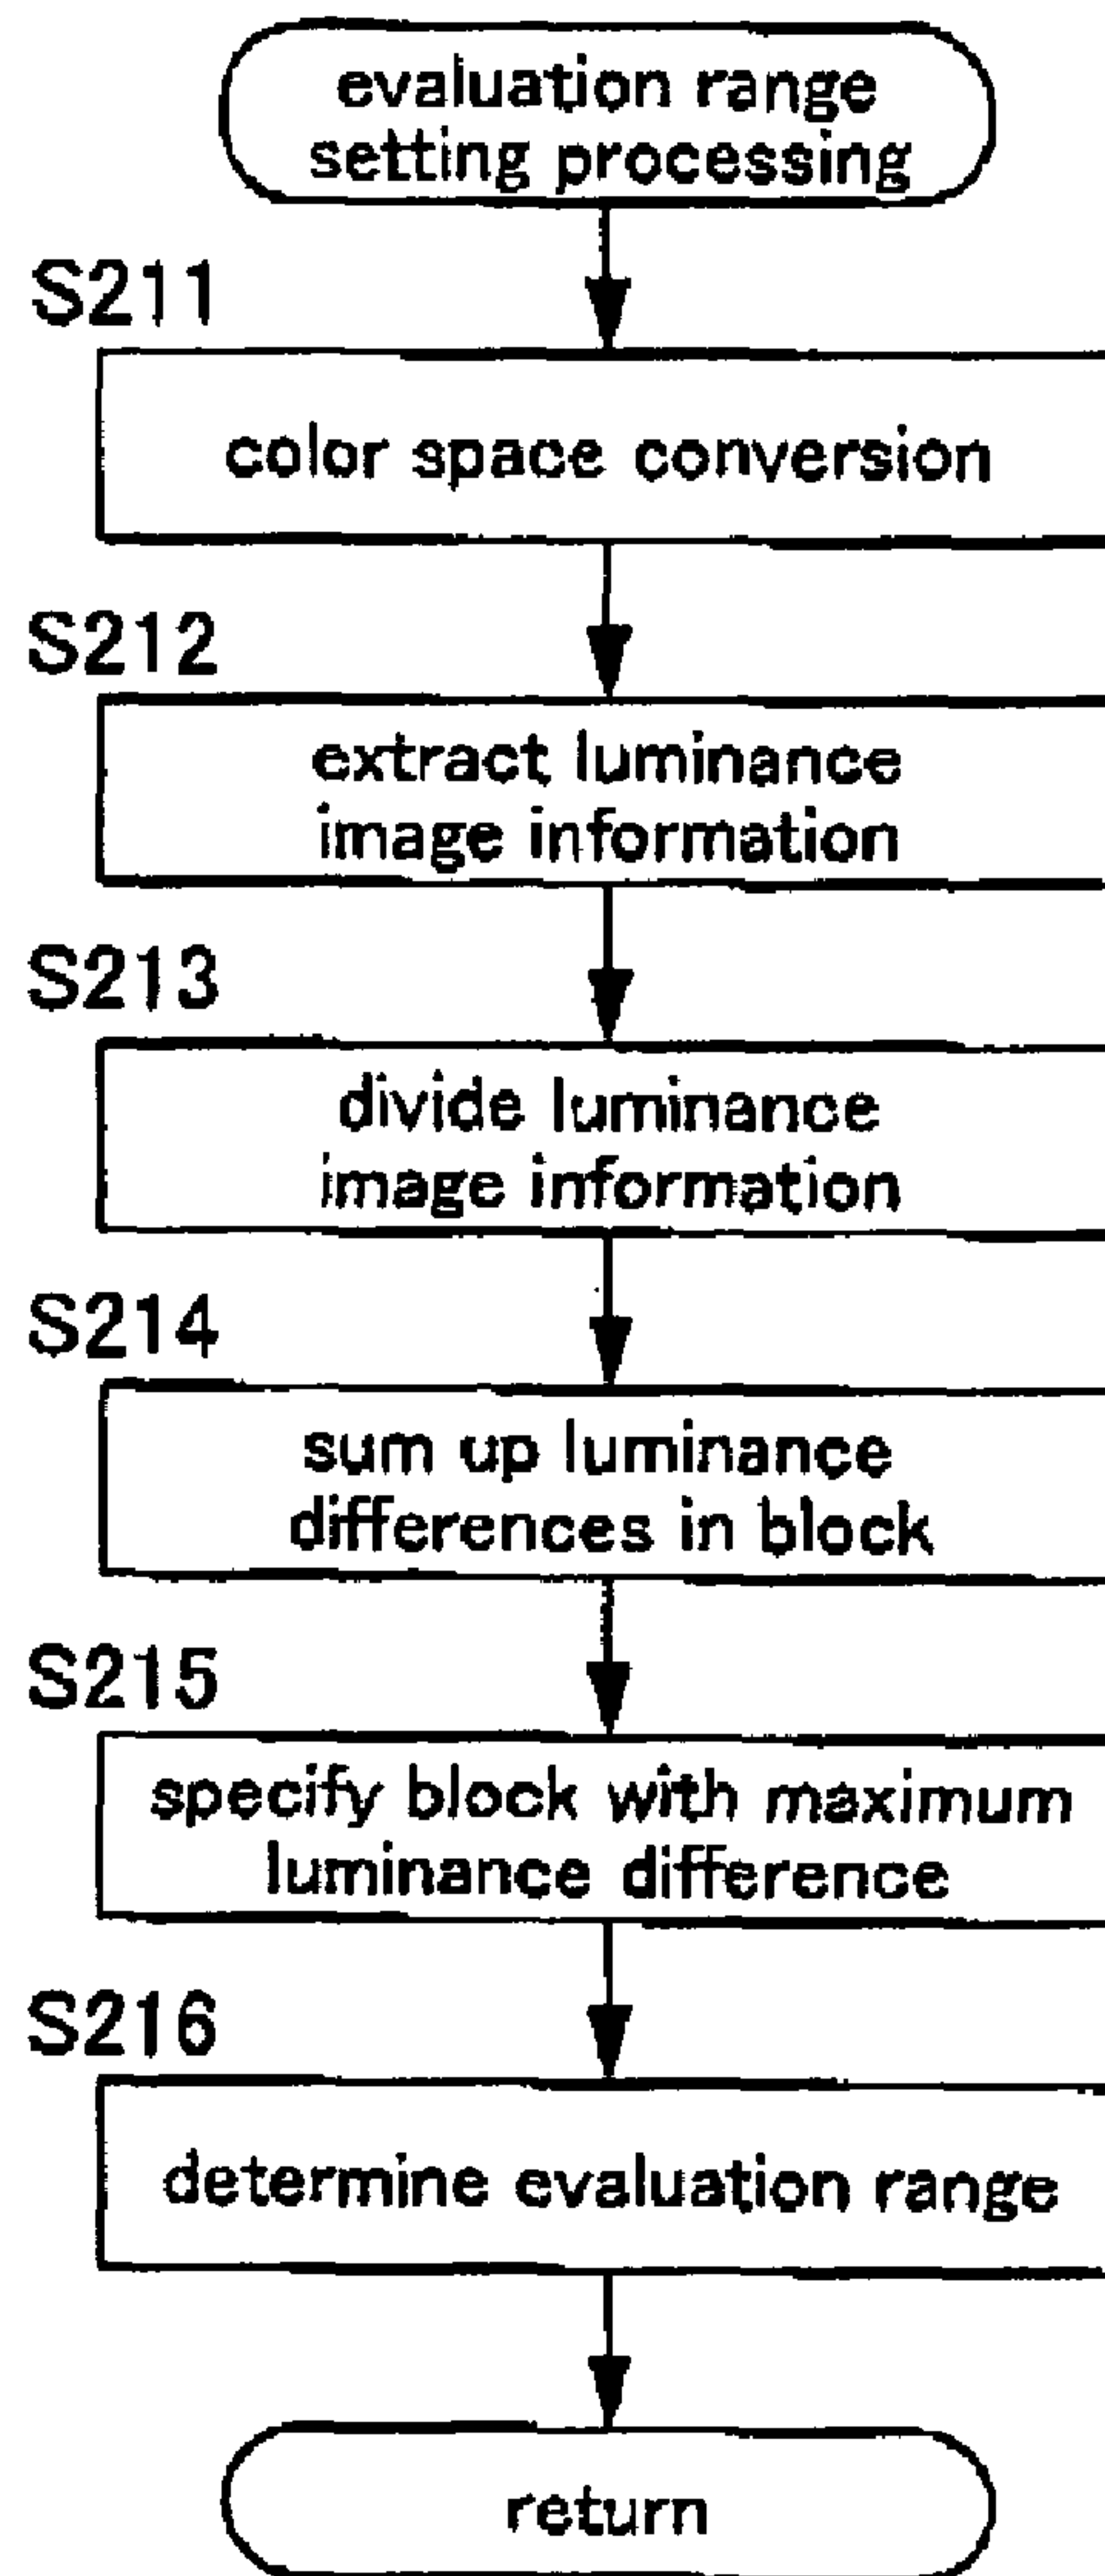 evaluation range
setting processing
S211
color space conversion
S212
extract luminance
image information
S213
divide luminance
image information
S214
sum up luminance
differences in block
S215
specify block with maximum
luminance difference
S216
determine evaluation range
return